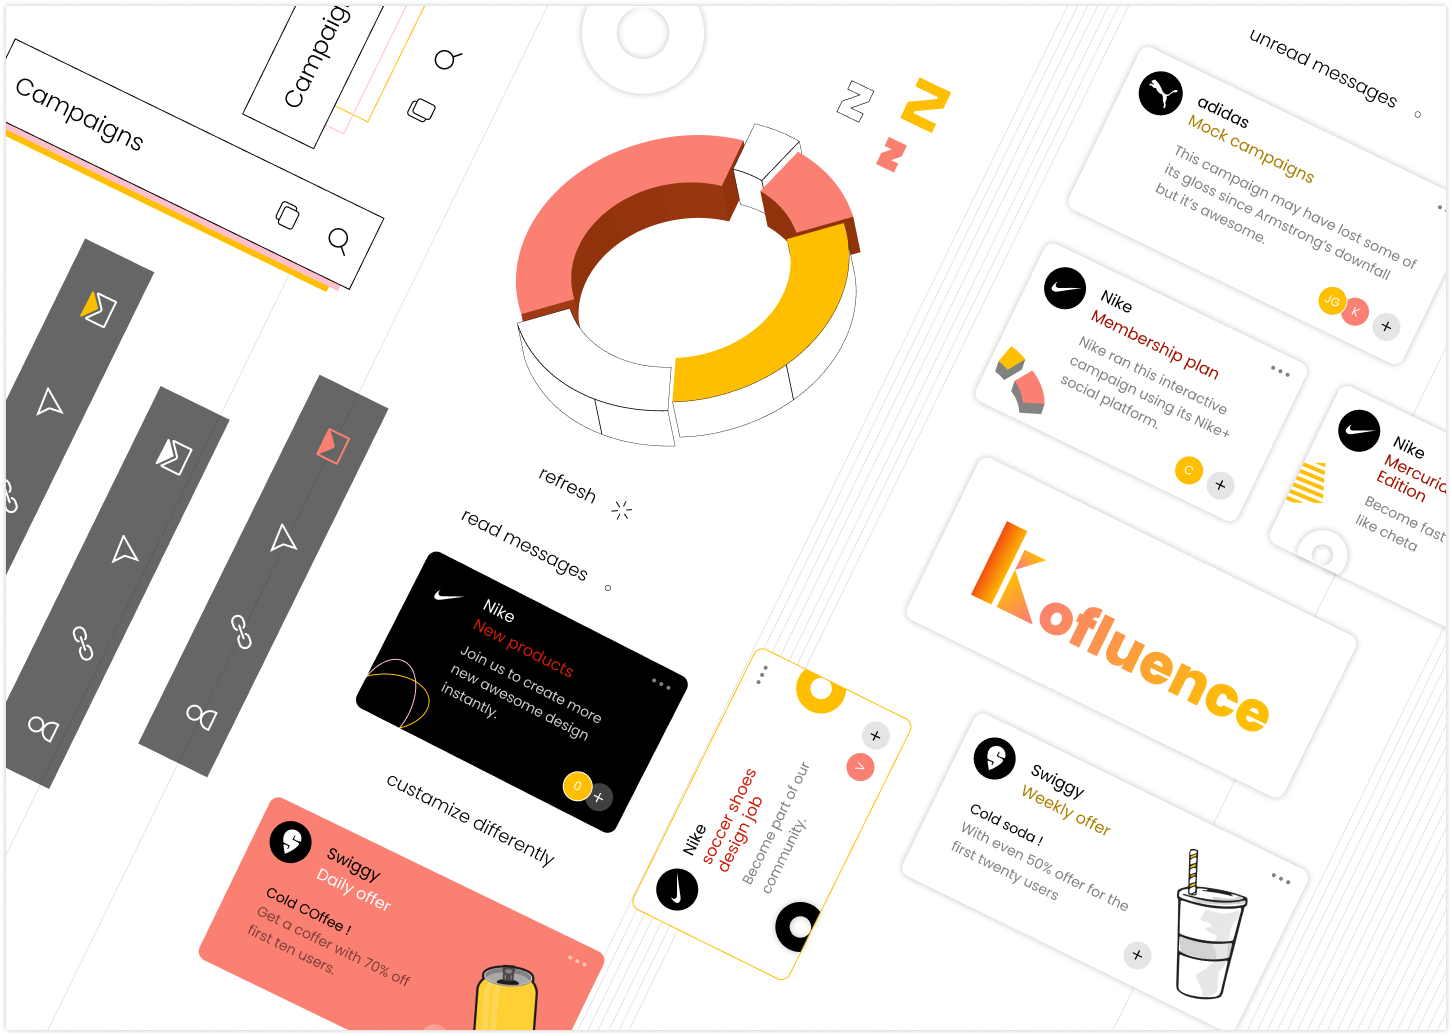 Campaigns
Campaig
N
N
N
unread messages
adidas
Mock campaigns
This campaign may have lost some of
its gloss since Armstrong's downfall
but it's awesome.
JG
K
+
Nike
Membership plan
Nike ran this interactive
campaign using its Nike+
social platform.
C
+
Nike
Mercuria
Edition
Become fast
like cheta
refresh
read messages
Nike
New products
Join us to create more
new awesome design
instantly.
0
+
custamize differently
Swiggy
Daily offer
Cold COffee !
Get a coffer with 70% off
first ten users.
Nike
soccer shoes
design job
Become part of our
community.
V
+
Kofluence
Swiggy
Weekly offer
Cold soda !
With even 50% offer for the
first twenty users
+